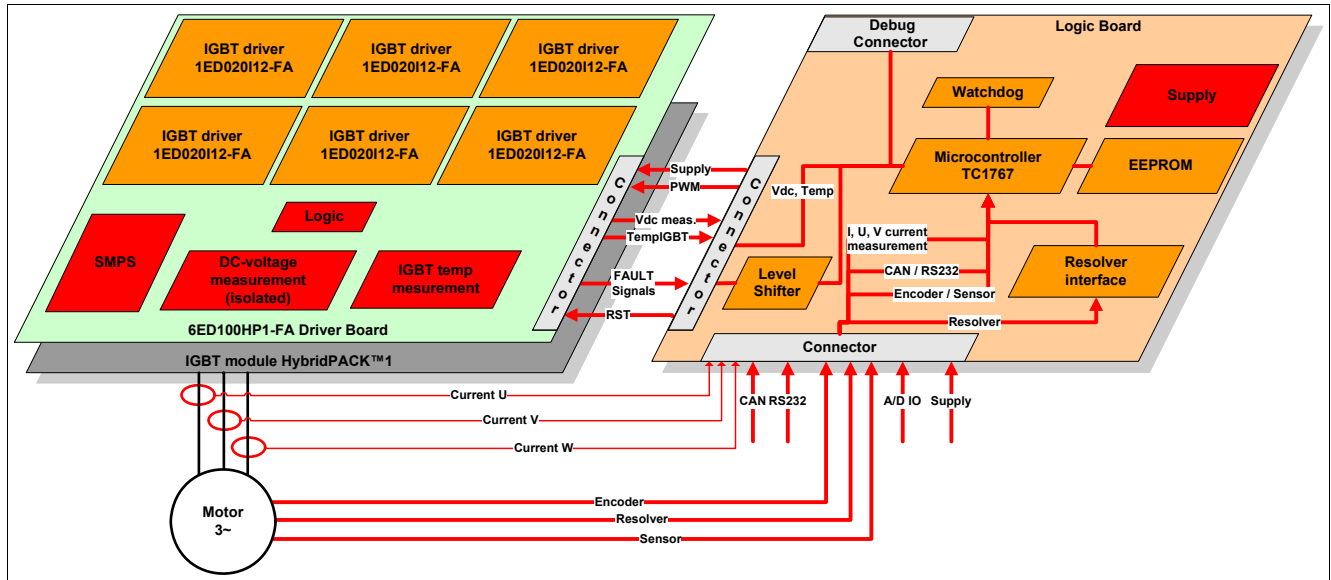 IGBT driver
1ED020I12-FA
IGBT driver
1ED020I12-FA
IGBT driver
1ED020I12-FA
IGBT driver
1ED020I12-FA
IGBT driver
1ED020I12-FA
IGBT driver
1ED020I12-FA
SMPS
Logic
DC-voltage
measurement
(isolated)
IGBT temp
mesurement
6ED100HP1-FA Driver Board
IGBT module HybridPACK™1
Connector
Supply
PWM
Vdc meas.
TempIGBT
FAULT
Signals
RST
Connector
Debug
Connector
Logic Board
Watchdog
Supply
Microcontroller
TC1767
EEPROM
Vdc, Temp
I, U, V current
measurement
CAN / RS232
Encoder / Sensor
Resolver
Level
Shifter
Resolver
interface
Connector
Current U
Current V
Current W
CAN RS232
A/D IO
Supply
Motor
3~
Encoder
Resolver
Sensor